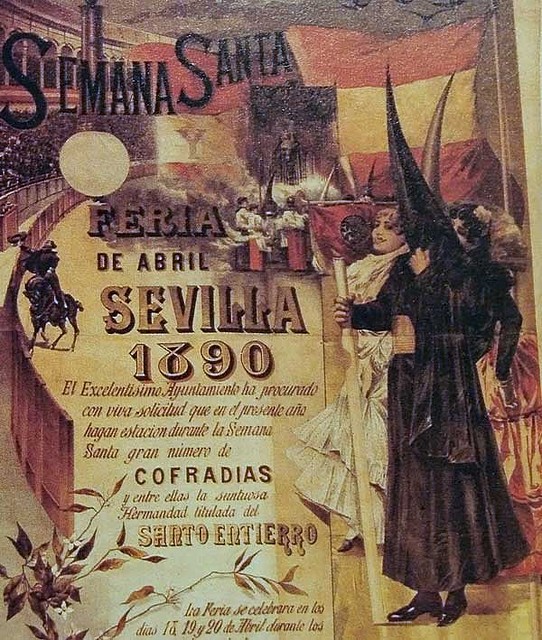 SEMANA SANTA
FERIA
DE ABRIL
SEVILLA
1890
El Excelentisimo Ayuntamiento ha procurado
con viva solicitud que en el presente año
hagan estacion durante la Semana
Santa gran número de
COFRADIAS
y entre ellas la suntuosa
Hermandad titulada del
SANTO ENTIERRO
La Feria se celebrará en los
dias 18, 19 y 20 de Abril durante los